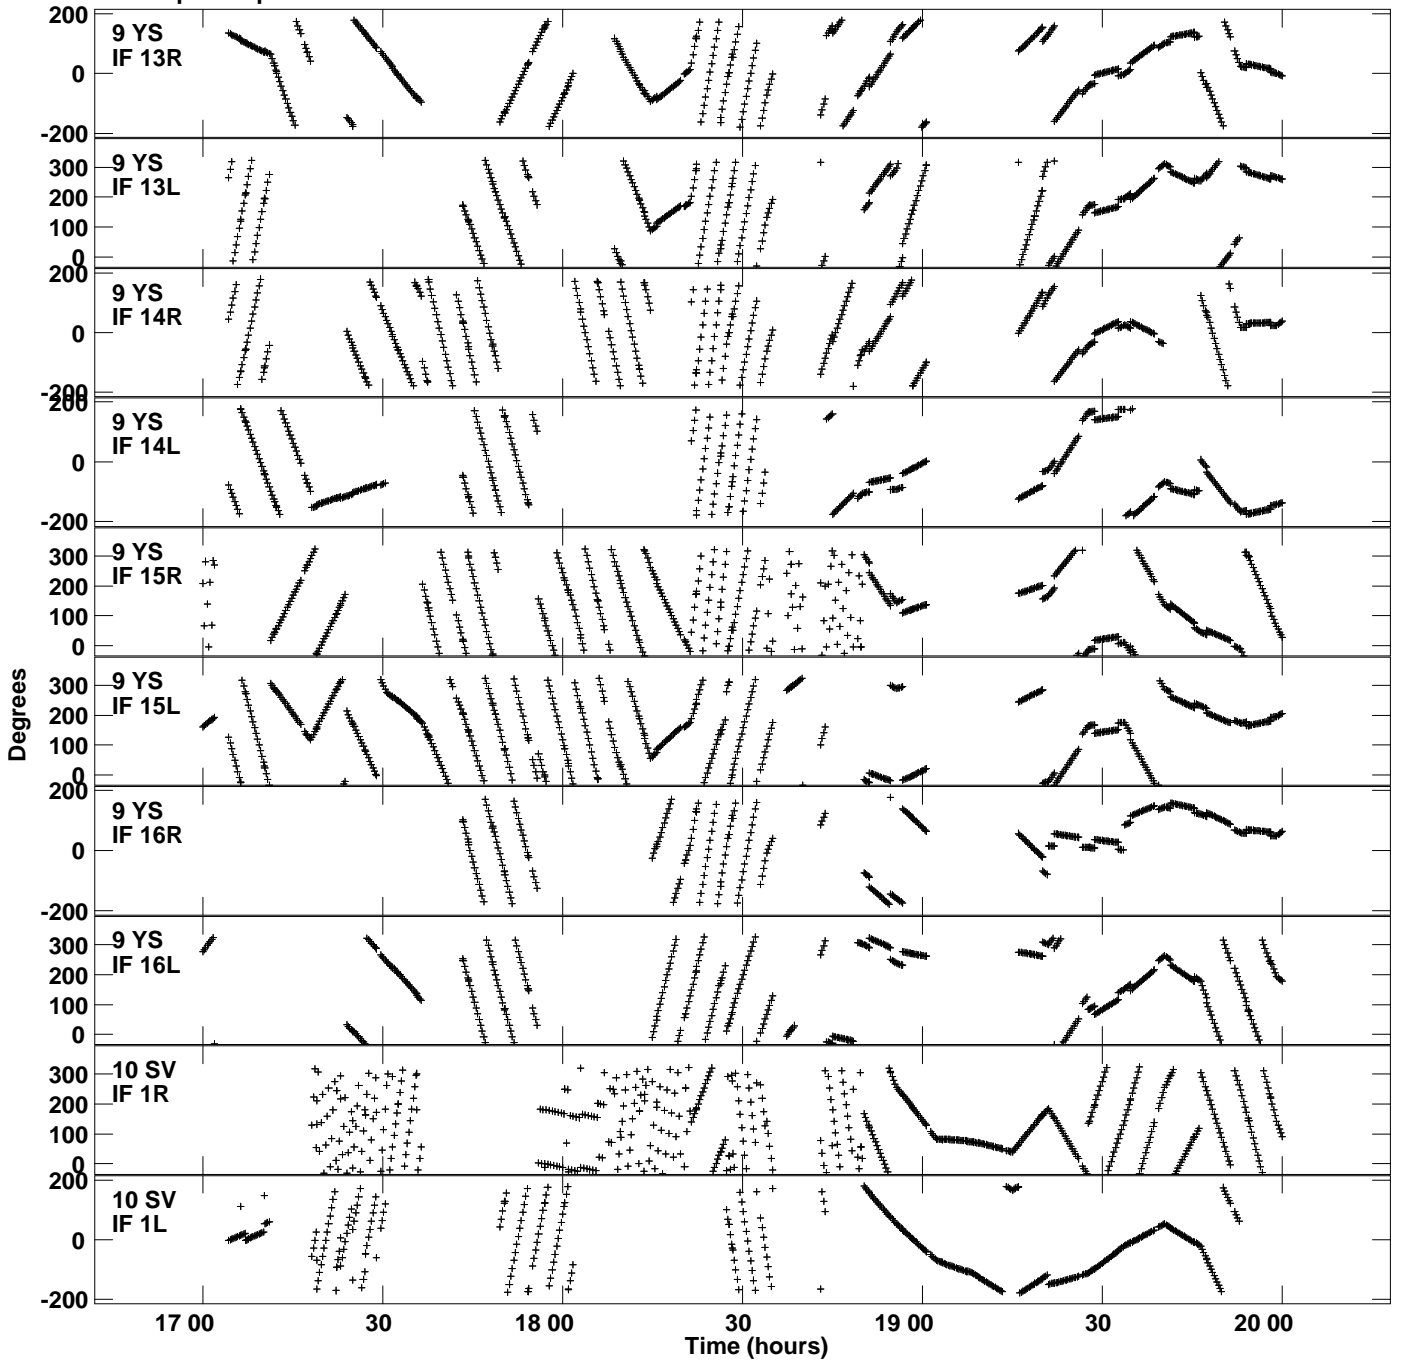 200
9 YS
IF 13R
0
-200
300
9 YS
IF 13L
200
100
0
200
9 YS
IF 14R
0
-200
200
9 YS
IF 14L
0
-200
300
9 YS
IF 15R
200
100
0
300
9 YS
IF 15L
200
100
0
200
9 YS
IF 16R
0
-200
300
9 YS
IF 16L
200
100
0
300
10 SV
IF 1R
200
100
0
200
10 SV
IF 1L
0
-200
Degrees
17 00 30 18 00 30 19 00 30 20 00
Time (hours)